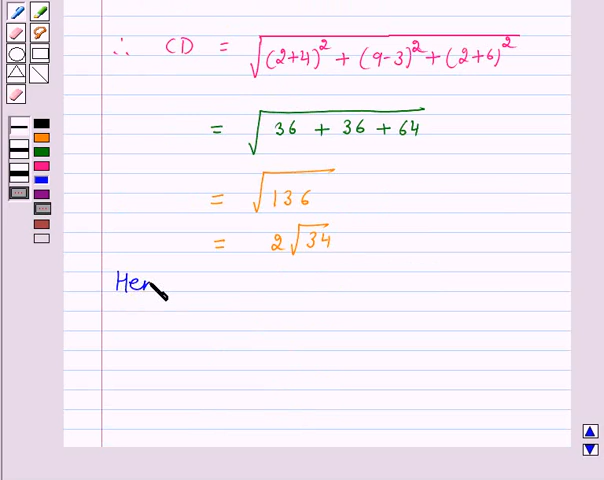 ∴ CD = √((2+4)² + (9-3)² + (2+6)²)
= √(36 + 36 + 64)
= √136
= 2√34
Hen